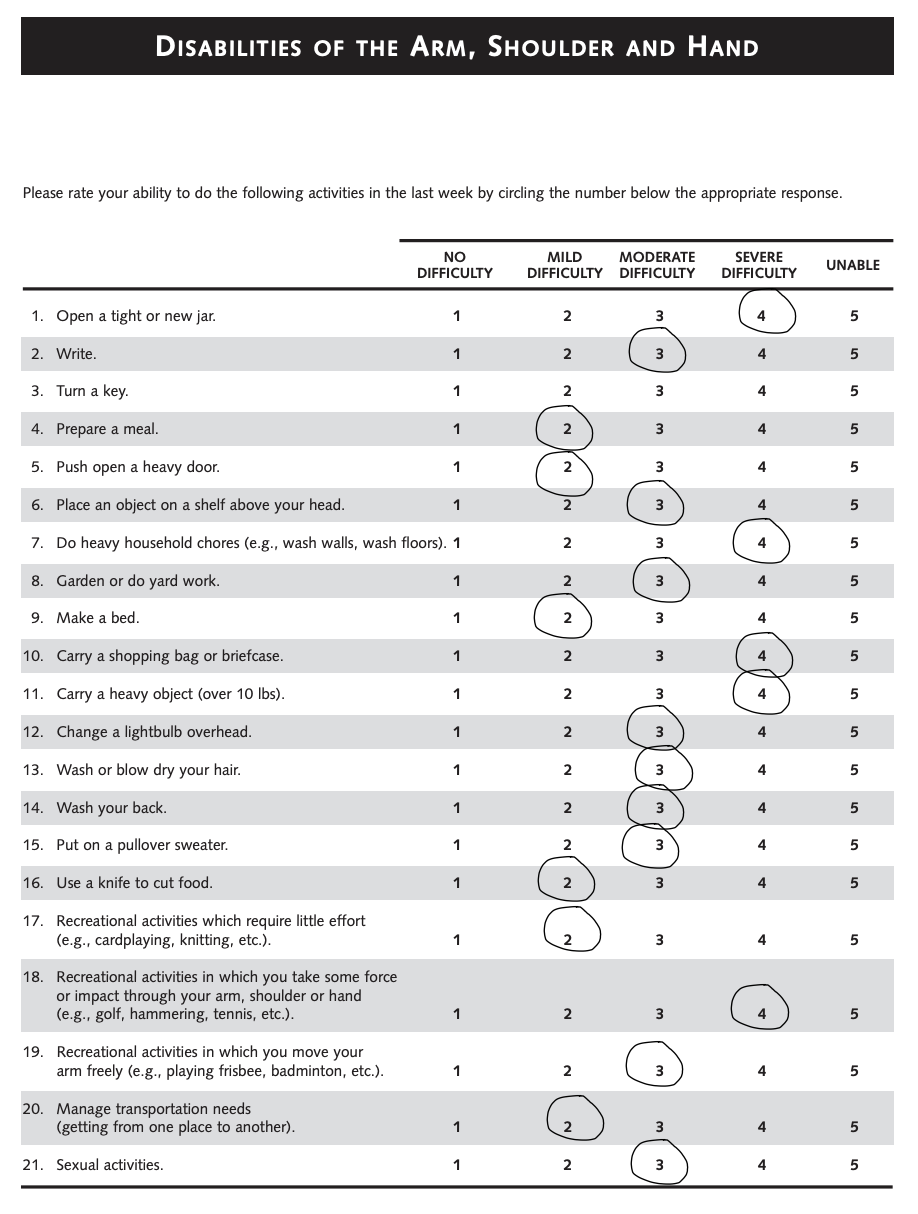 DISABILITIES OF THE ARM, SHOULDER AND HAND
Please rate your ability to do the following activities in the last week by circling the number below the appropriate response.
NO DIFFICULTY MILD DIFFICULTY MODERATE DIFFICULTY SEVERE DIFFICULTY UNABLE
1. Open a tight or new jar. 1 2 3 4 5
2. Write. 1 2 3 4 5
3. Turn a key. 1 2 3 4 5
4. Prepare a meal. 1 2 3 4 5
5. Push open a heavy door. 1 2 3 4 5
6. Place an object on a shelf above your head. 1 2 3 4 5
7. Do heavy household chores (e.g., wash walls, wash floors). 1 2 3 4 5
8. Garden or do yard work. 1 2 3 4 5
9. Make a bed. 1 2 3 4 5
10. Carry a shopping bag or briefcase. 1 2 3 4 5
11. Carry a heavy object (over 10 lbs). 1 2 3 4 5
12. Change a lightbulb overhead. 1 2 3 4 5
13. Wash or blow dry your hair. 1 2 3 4 5
14. Wash your back. 1 2 3 4 5
15. Put on a pullover sweater. 1 2 3 4 5
16. Use a knife to cut food. 1 2 3 4 5
17. Recreational activities which require little effort
(e.g., cardplaying, knitting, etc.). 1 2 3 4 5
18. Recreational activities in which you take some force
or impact through your arm, shoulder or hand
(e.g., golf, hammering, tennis, etc.). 1 2 3 4 5
19. Recreational activities in which you move your
arm freely (e.g., playing frisbee, badminton, etc.). 1 2 3 4 5
20. Manage transportation needs
(getting from one place to another). 1 2 3 4 5
21. Sexual activities. 1 2 3 4 5